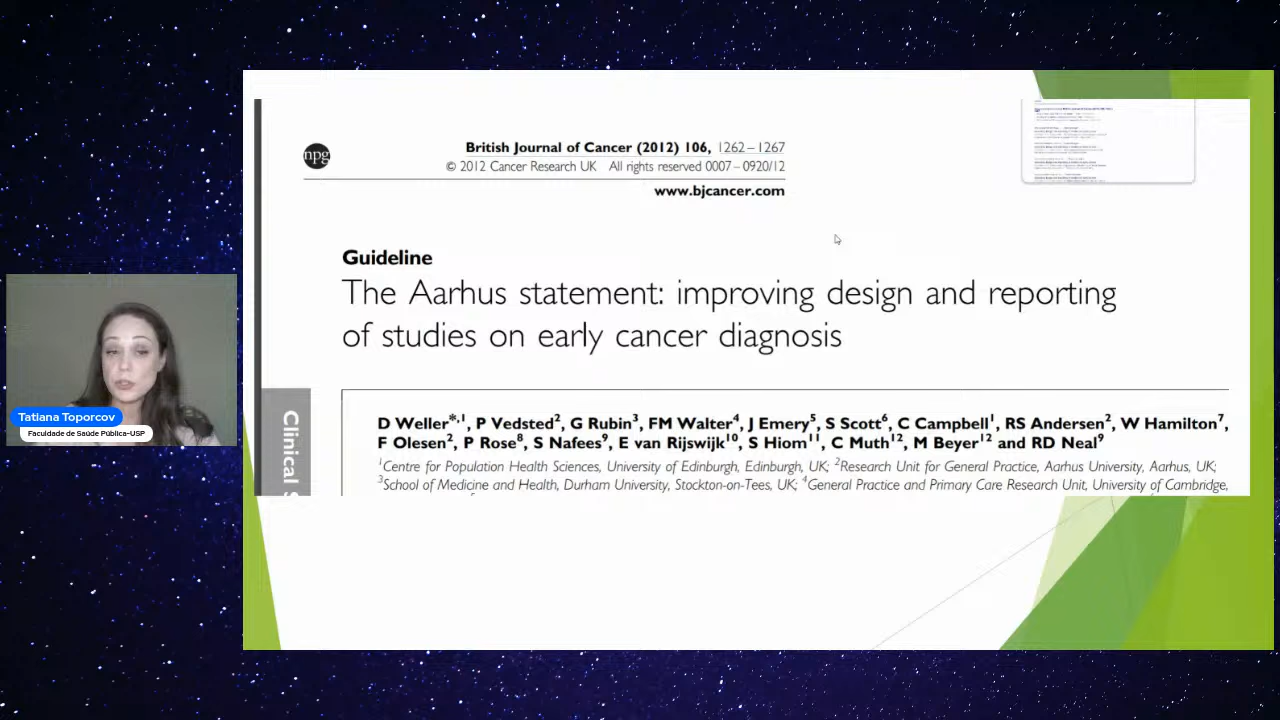 npg
British Journal of Cancer (2012) 106, 1262 – 1267
© 2012 Cancer Research UK All rights reserved 0007 – 0920/12
www.bjcancer.com
Guideline
The Aarhus statement: improving design and reporting
of studies on early cancer diagnosis
Clinical S
D Weller*,1, P Vedsted2, G Rubin3, FM Walter4, J Emery5, S Scott6, C Campbell1, RS Andersen2, W Hamilton7,
F Olesen2, P Rose8, S Nafees9, E van Rijswijk10, S Hiom11, C Muth12, M Beyer12 and RD Neal9
1Centre for Population Health Sciences, University of Edinburgh, Edinburgh, UK; 2Research Unit for General Practice, Aarhus University, Aarhus, UK;
3School of Medicine and Health, Durham University, Stockton-on-Tees, UK; 4General Practice and Primary Care Research Unit, University of Cambridge,
Tatiana Toporcov
Faculdade de Saúde Pública-USP